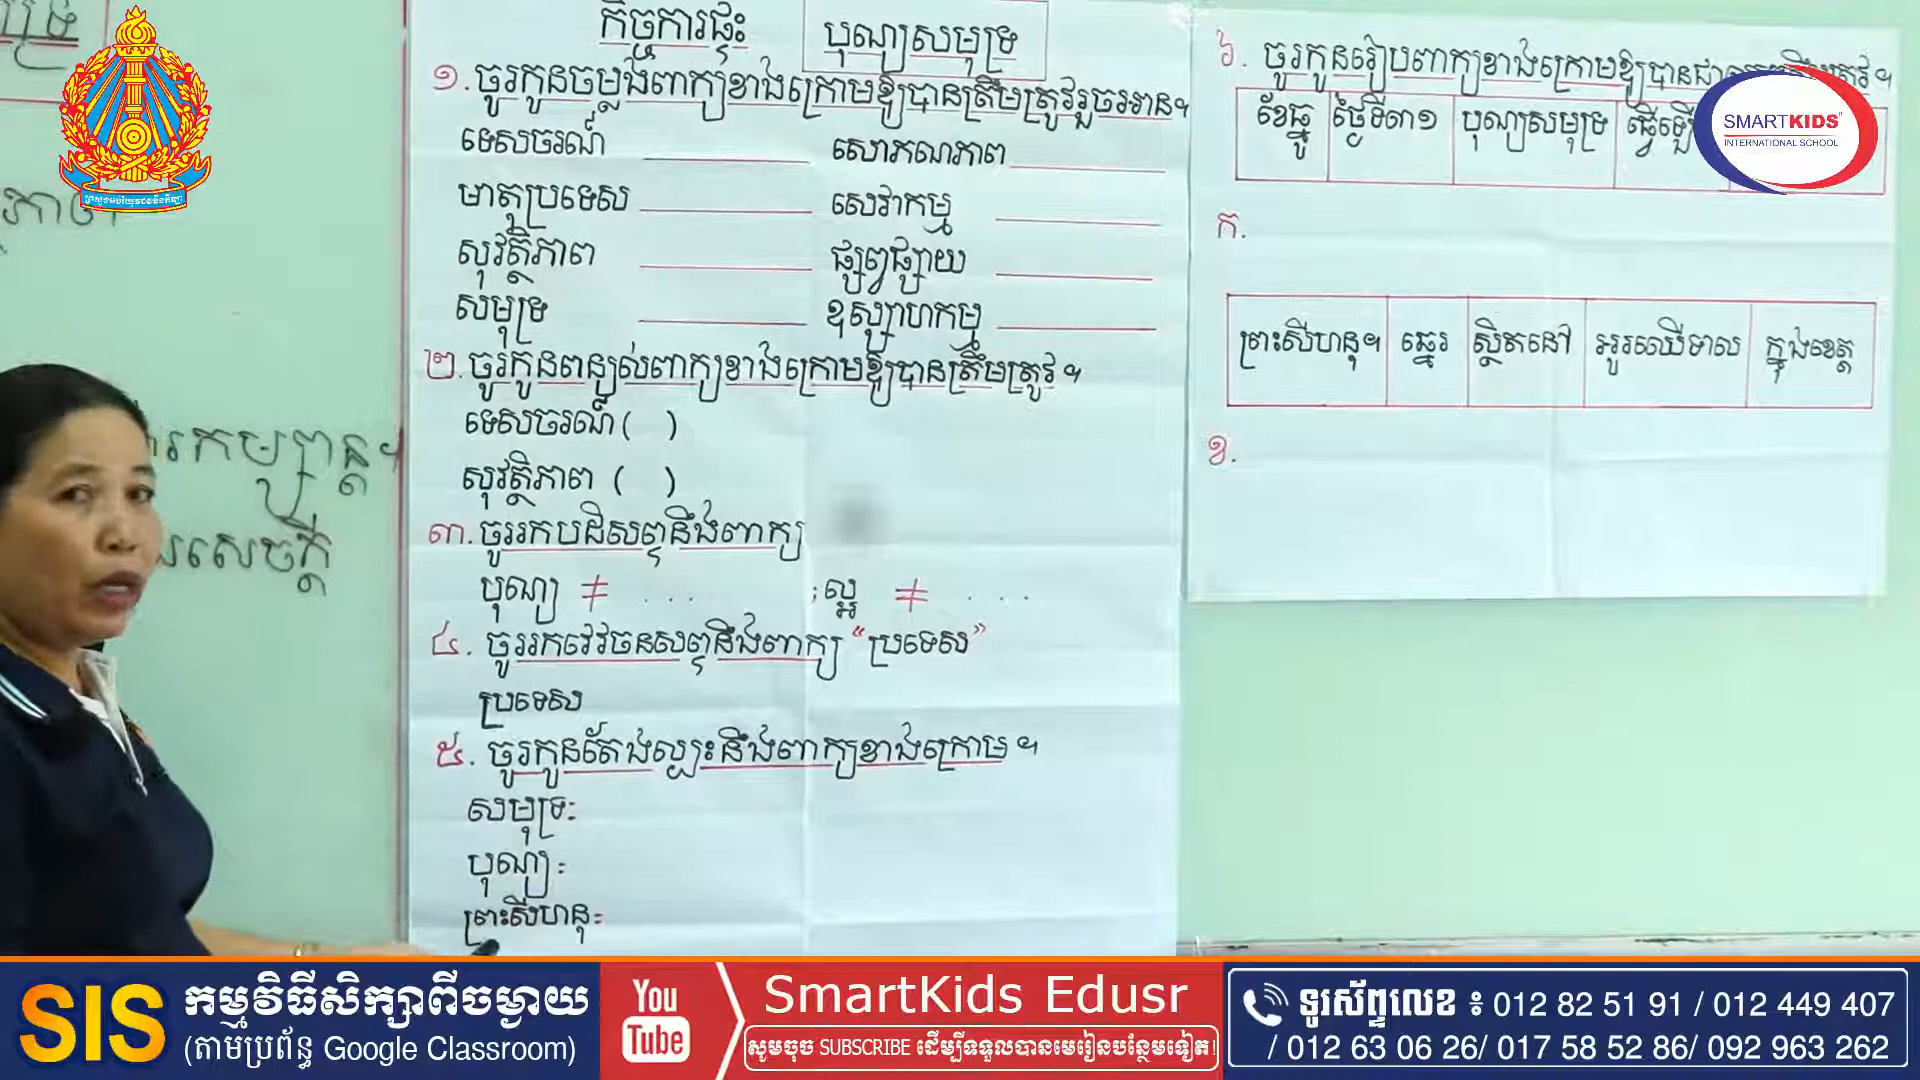 កិច្ចការផ្ទះ បុណ្យសមុទ្រ
១. ចូរកូនចម្លងពាក្យខាងក្រោមឱ្យបានត្រឹមត្រូវរួចអាន។
ទេសចរណ៍ សោភណភាព
មាតុប្រទេស សេវាកម្ម
សុវត្ថិភាព ផ្សព្វផ្សាយ
សមុទ្រ ឧស្សាហកម្ម
២. ចូរកូនពន្យល់ពាក្យខាងក្រោមឱ្យបានត្រឹមត្រូវ។
ទេសចរណ៍ ( )
សុវត្ថិភាព ( )
៣. ចូររកបដិសព្ទនឹងពាក្យ
បុណ្យ ≠ ... ; ល្អ ≠ ...
៤. ចូររកវេវចនសព្ទនឹងពាក្យ "ប្រទេស"
ប្រទេស
៥. ចូរកូនតែងល្បះនឹងពាក្យខាងក្រោម។
សមុទ្រ:
បុណ្យ:
ព្រះសីហនុ:
៦. ចូរកូនរៀបពាក្យខាងក្រោមឱ្យបានជា
ខែធ្នូ ថ្ងៃទី៣១ បុណ្យសមុទ្រ ធ្វើឡើ
ក.
ព្រះសីហនុ។ ឆ្នេរ ស្ថិតនៅ អូរឈើទាល ក្នុងខេត្ត
ខ.
SMARTKIDS
INTERNATIONAL SCHOOL
SIS កម្មវិធីសិក្សាពីចម្ងាយ
(តាមប្រព័ន្ធ Google Classroom)
You Tube
SmartKids Edusr
សូមចុច SUBSCRIBE ដើម្បីទទួលបានមេរៀនបន្ថែមទៀត!
ទូរស័ព្ទលេខ ៖ 012 82 51 91 / 012 449 407
/ 012 63 06 26/ 017 58 52 86/ 092 963 262